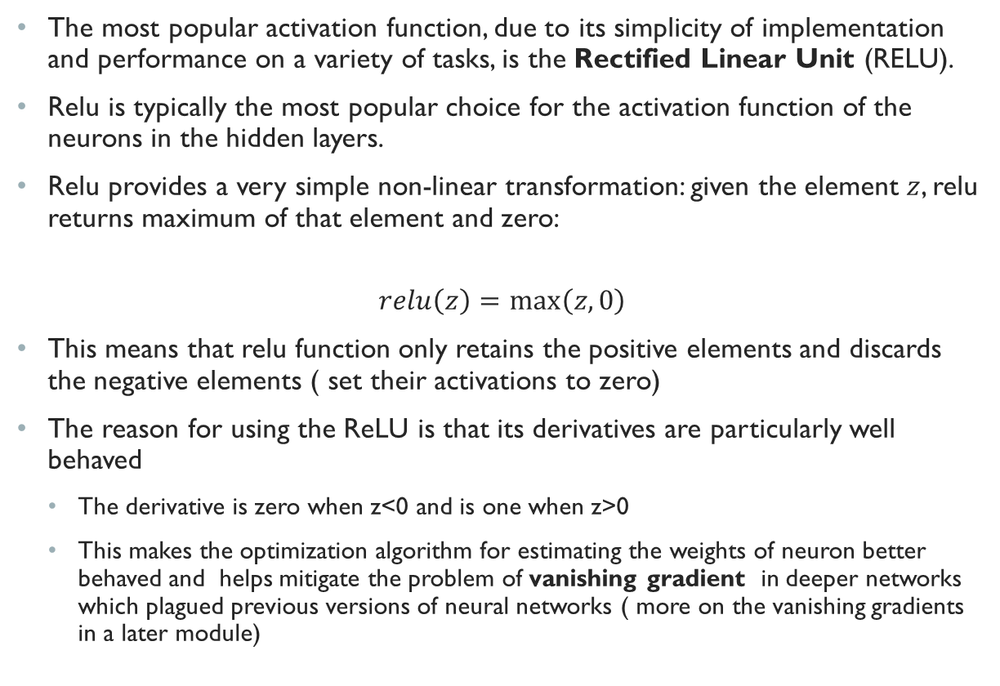 • The most popular activation function, due to its simplicity of implementation
and performance on a variety of tasks, is the Rectified Linear Unit (RELU).
• Relu is typically the most popular choice for the activation function of the
neurons in the hidden layers.
• Relu provides a very simple non-linear transformation: given the element z, relu
returns maximum of that element and zero:
relu(z) = max(z, 0)
• This means that relu function only retains the positive elements and discards
the negative elements ( set their activations to zero)
• The reason for using the ReLU is that its derivatives are particularly well
behaved
• The derivative is zero when z<0 and is one when z>0
• This makes the optimization algorithm for estimating the weights of neuron better
behaved and  helps mitigate the problem of vanishing gradient  in deeper networks
which plagued previous versions of neural networks ( more on the vanishing gradients
in a later module)